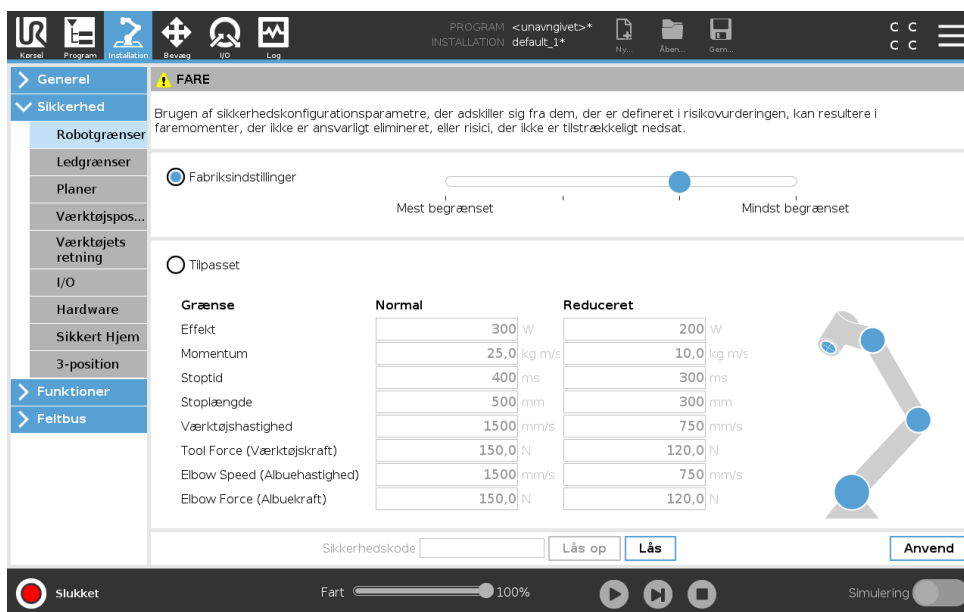 PROGRAM <unavngivet>*
INSTALLATION default_1*
C C
C C
UR
Kørsel Program Installation Bevæg I/O Log Ny... Åben... Gem...
Generel
Sikkerhed
Robotgrænser
Ledgrænser
Planer
Værktøjspos...
Værktøjets
retning
I/O
Hardware
Sikkert Hjem
3-position
Funktioner
Feltbus
FARE
Brugen af sikkerhedskonfigurationsparametre, der adskiller sig fra dem, der er defineret i risikovurderingen, kan resultere i
faremomenter, der ikke er ansvarligt elimineret, eller risici, der ikke er tilstrækkeligt nedsat.
Fabriksindstillinger
Mest begrænset Mindst begrænset
Tilpasset
Grænse Normal Reduceret
Effekt 300 W 200 W
Momentum 25,0 kg m/s 10,0 kg m/s
Stoptid 400 ms 300 ms
Stoplængde 500 mm 300 mm
Værktøjshastighed 1500 mm/s 750 mm/s
Tool Force (Værktøjskraft) 150,0 N 120,0 N
Elbow Speed (Albuehastighed) 1500 mm/s 750 mm/s
Elbow Force (Albuekraft) 150,0 N 120,0 N
Sikkerhedskode Lås op Lås Anvend
Slukket Fart 100% Simulering